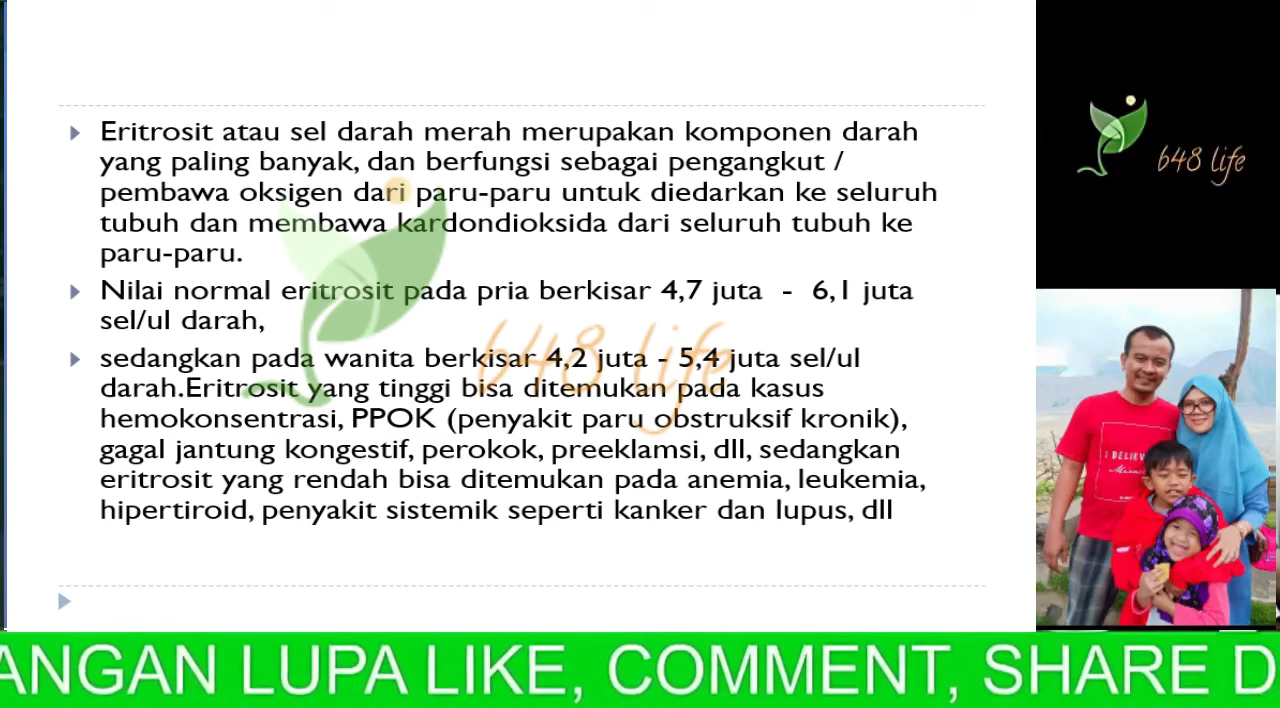 Eritrosit atau sel darah merah merupakan komponen darah
yang paling banyak, dan berfungsi sebagai pengangkut /
pembawa oksigen dari paru-paru untuk diedarkan ke seluruh
tubuh dan membawa kardondioksida dari seluruh tubuh ke
paru-paru.
Nilai normal eritrosit pada pria berkisar 4,7 juta - 6,1 juta
sel/ul darah,
sedangkan pada wanita berkisar 4,2 juta - 5,4 juta sel/ul
darah.Eritrosit yang tinggi bisa ditemukan pada kasus
hemokonsentrasi, PPOK (penyakit paru obstruksif kronik),
gagal jantung kongestif, perokok, preeklamsi, dll, sedangkan
eritrosit yang rendah bisa ditemukan pada anemia, leukemia,
hipertiroid, penyakit sistemik seperti kanker dan lupus, dll
648 life
648 life
I BELIEV
ANGAN LUPA LIKE, COMMENT, SHARE D